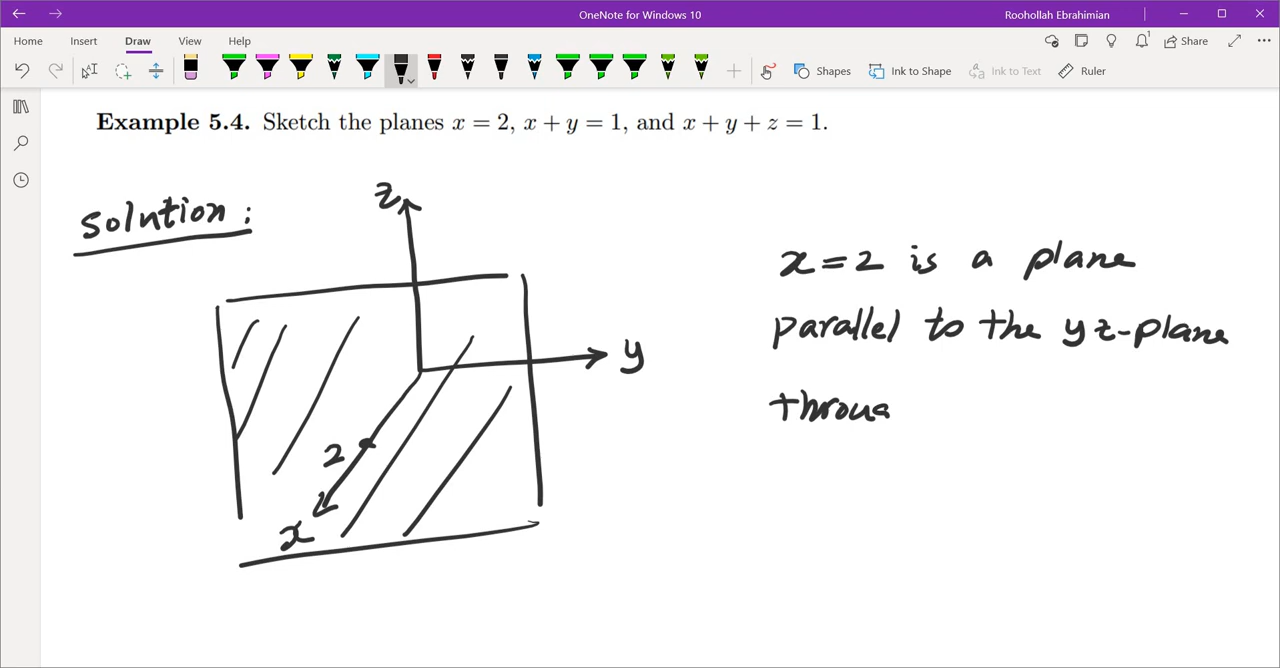 OneNote for Windows 10
Roohollah Ebrahimian
Home Insert Draw View Help
Shapes Ink to Shape Ink to Text Ruler
1 Share
Example 5.4. Sketch the planes x = 2, x + y = 1, and x + y + z = 1.
Solution:
z
y
2
x
x=2 is a plane
parallel to the yz-plane
throug